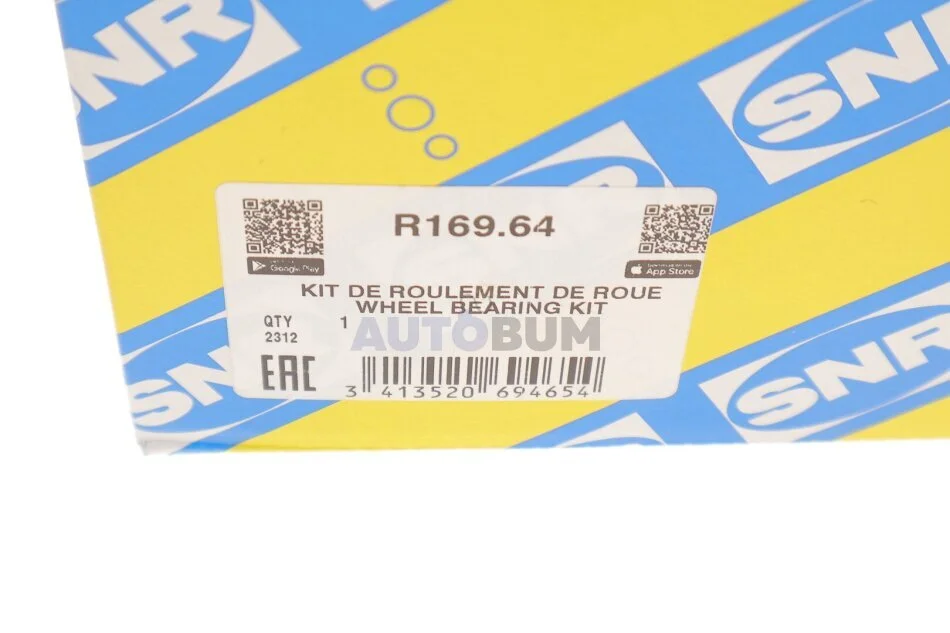 SNR
SNR
R169.64
Google Play
App Store
KIT DE ROULEMENT DE ROUE
WHEEL BEARING KIT
QTY 1
2312
AUTOBUM
EAC
3 413520 694654
SNR
SNR